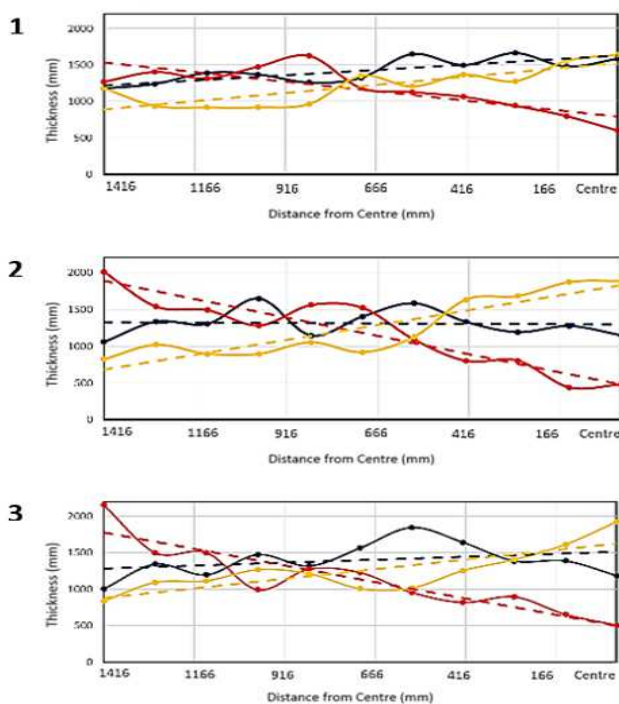 1
Thickness (mm)
2000
1500
1000
500
0
1416 1166 916 666 416 166 Centre
Distance from Centre (mm)
2
Thickness (mm)
2000
1500
1000
500
0
1416 1166 916 666 416 166 Centre
Distance from Centre (mm)
3
Thickness (mm)
2000
1500
1000
500
0
1416 1166 916 666 416 166 Centre
Distance from Centre (mm)